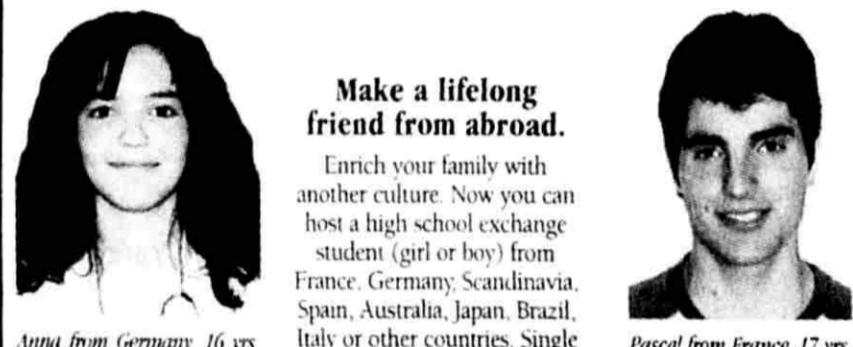 Make a lifelong
friend from abroad.
Enrich your family with
another culture. Now you can
host a high school exchange
student (girl or boy) from
France, Germany, Scandinavia,
Spain, Australia, Japan, Brazil,
Italy or other countries. Single
Anna from Germany, 16 yrs.
Pascal from France, 17 yrs.